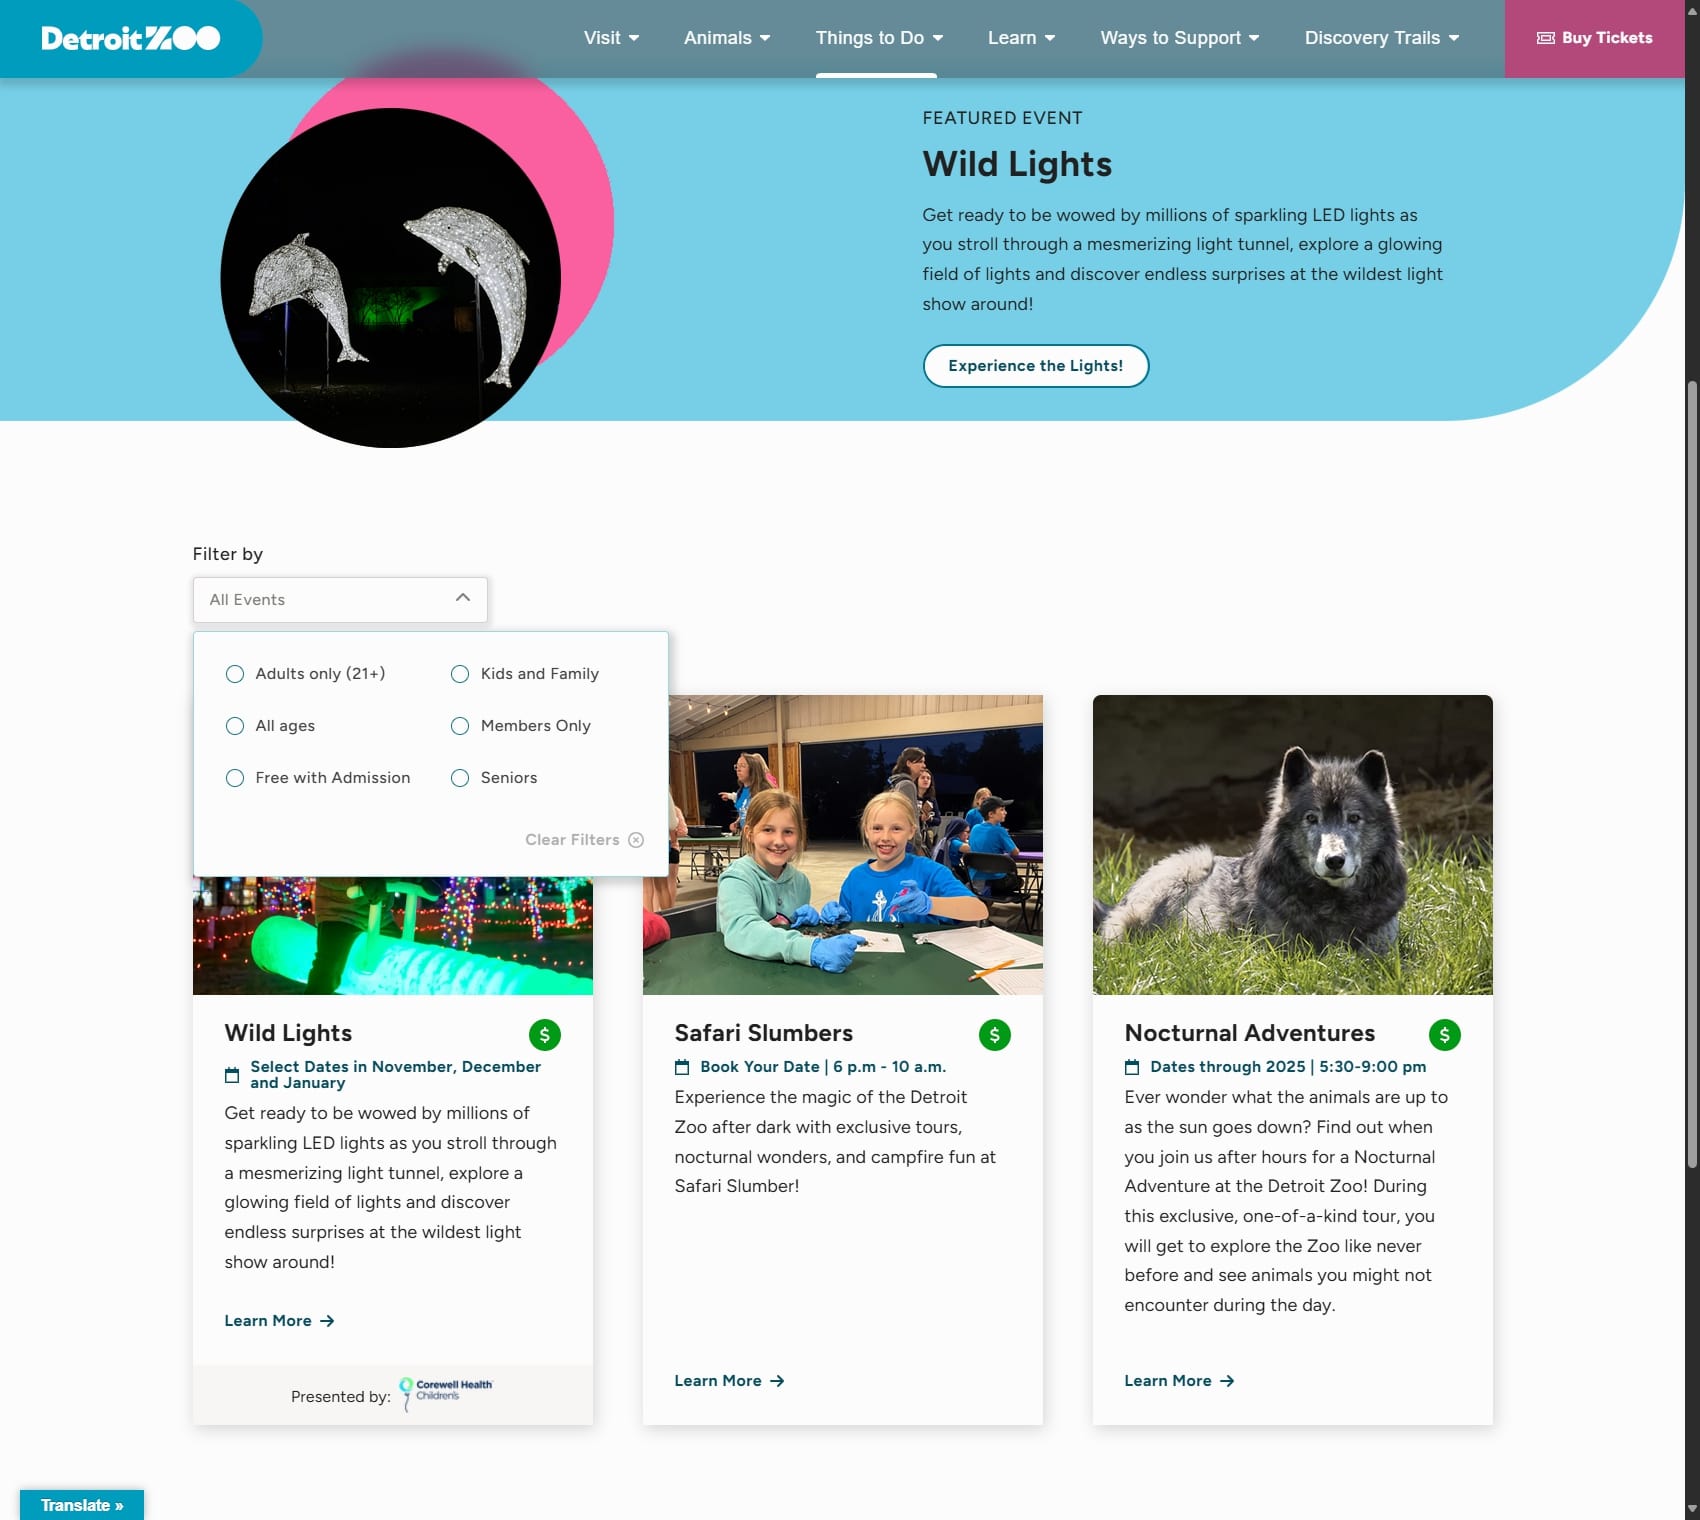 Detroit ZOO
Visit
Animals
Things to Do
Learn
Ways to Support
Discovery Trails
Buy Tickets
FEATURED EVENT
Wild Lights
Get ready to be wowed by millions of sparkling LED lights as
you stroll through a mesmerizing light tunnel, explore a glowing
field of lights and discover endless surprises at the wildest light
show around!
Experience the Lights!
Filter by
All Events
Adults only (21+)
Kids and Family
All ages
Members Only
Free with Admission
Seniors
Clear Filters
Wild Lights
$
Select Dates in November, December
and January
Get ready to be wowed by millions of
sparkling LED lights as you stroll through
a mesmerizing light tunnel, explore a
glowing field of lights and discover
endless surprises at the wildest light
show around!
Learn More
Presented by:
Corewell Health
Children's
Safari Slumbers
$
Book Your Date | 6 p.m - 10 a.m.
Experience the magic of the Detroit
Zoo after dark with exclusive tours,
nocturnal wonders, and campfire fun at
Safari Slumber!
Learn More
Nocturnal Adventures
$
Dates through 2025 | 5:30-9:00 pm
Ever wonder what the animals are up to
as the sun goes down? Find out when
you join us after hours for a Nocturnal
Adventure at the Detroit Zoo! During
this exclusive, one-of-a-kind tour, you
will get to explore the Zoo like never
before and see animals you might not
encounter during the day.
Learn More
Translate »